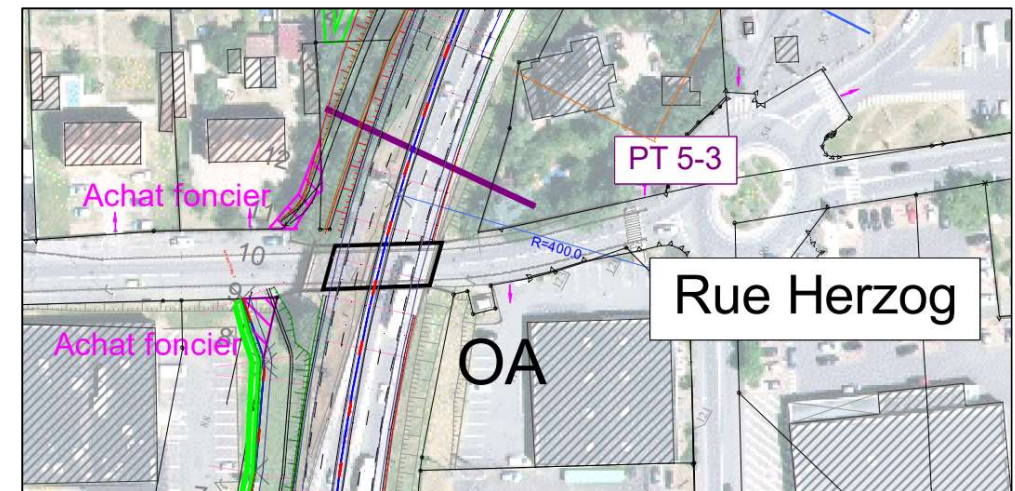 PT 5-3
Achat foncier
12
10
R=400.0
Rue Herzog
Achat foncier
OA